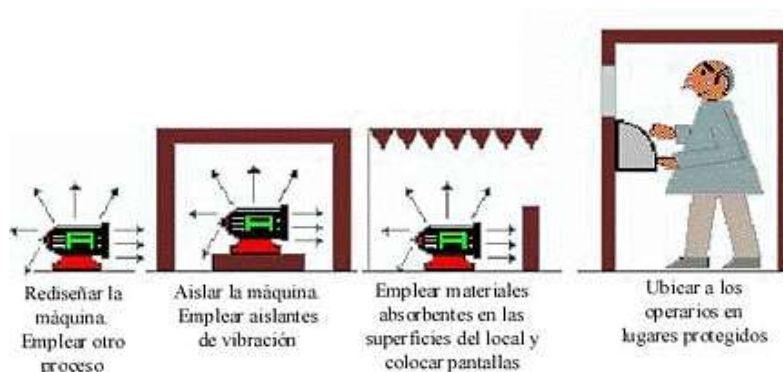 Rediseñar la
máquina.
Emplear otro
proceso
Aislar la máquina.
Emplear aislantes
de vibración
Emplear materiales
absorbentes en las
superficies del local y
colocar pantallas
Ubicar a los
operarios en
lugares protegidos